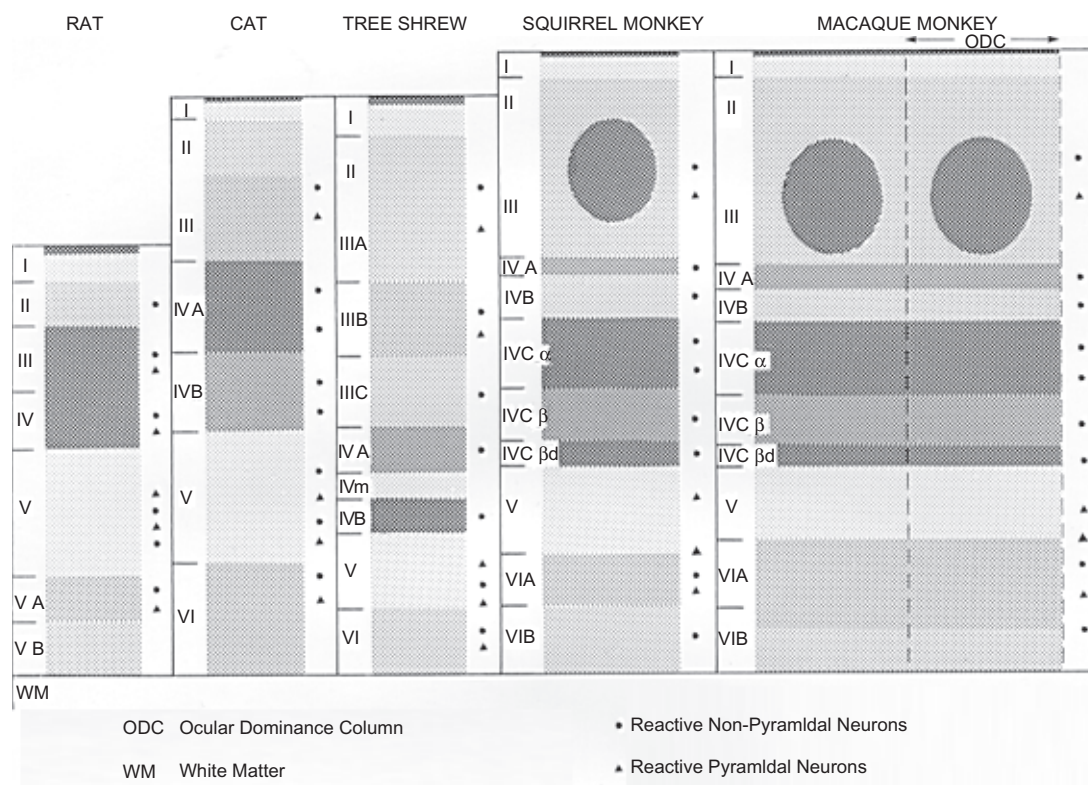 RAT CAT TREE SHREW SQUIRREL MONKEY MACAQUE MONKEY
ODC
I
II
III
IV
V
V A
V B
WM
I
II
III
IV A
IVB
V
VI
I
II
IIIA
IIIB
IIIC
IV A
IVm
IVB
V
VI
I
II
III
IV A
IVB
IVC α
IVC β
IVC βd
V
VIA
VIB
I
II
III
IV A
IVB
IVC α
IVC β
IVC βd
V
VIA
VIB
ODC Ocular Dominance Column
WM White Matter
Reactive Non-PyramIdal Neurons
Reactive PyramIdal Neurons